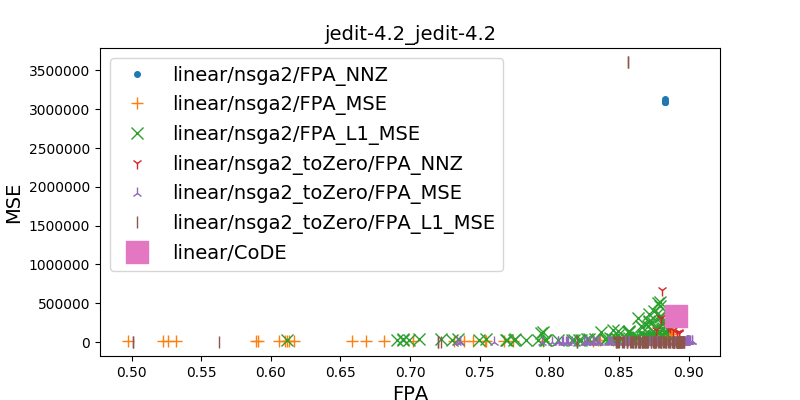 jedit-4.2_jedit-4.2
3500000
3000000
2500000
2000000
1500000
1000000
500000
0
MSE
linear/nsga2/FPA_NNZ
linear/nsga2/FPA_MSE
linear/nsga2/FPA_L1_MSE
linear/nsga2_toZero/FPA_NNZ
linear/nsga2_toZero/FPA_MSE
linear/nsga2_toZero/FPA_L1_MSE
linear/CoDE
0.50 0.55 0.60 0.65 0.70 0.75 0.80 0.85 0.90
FPA